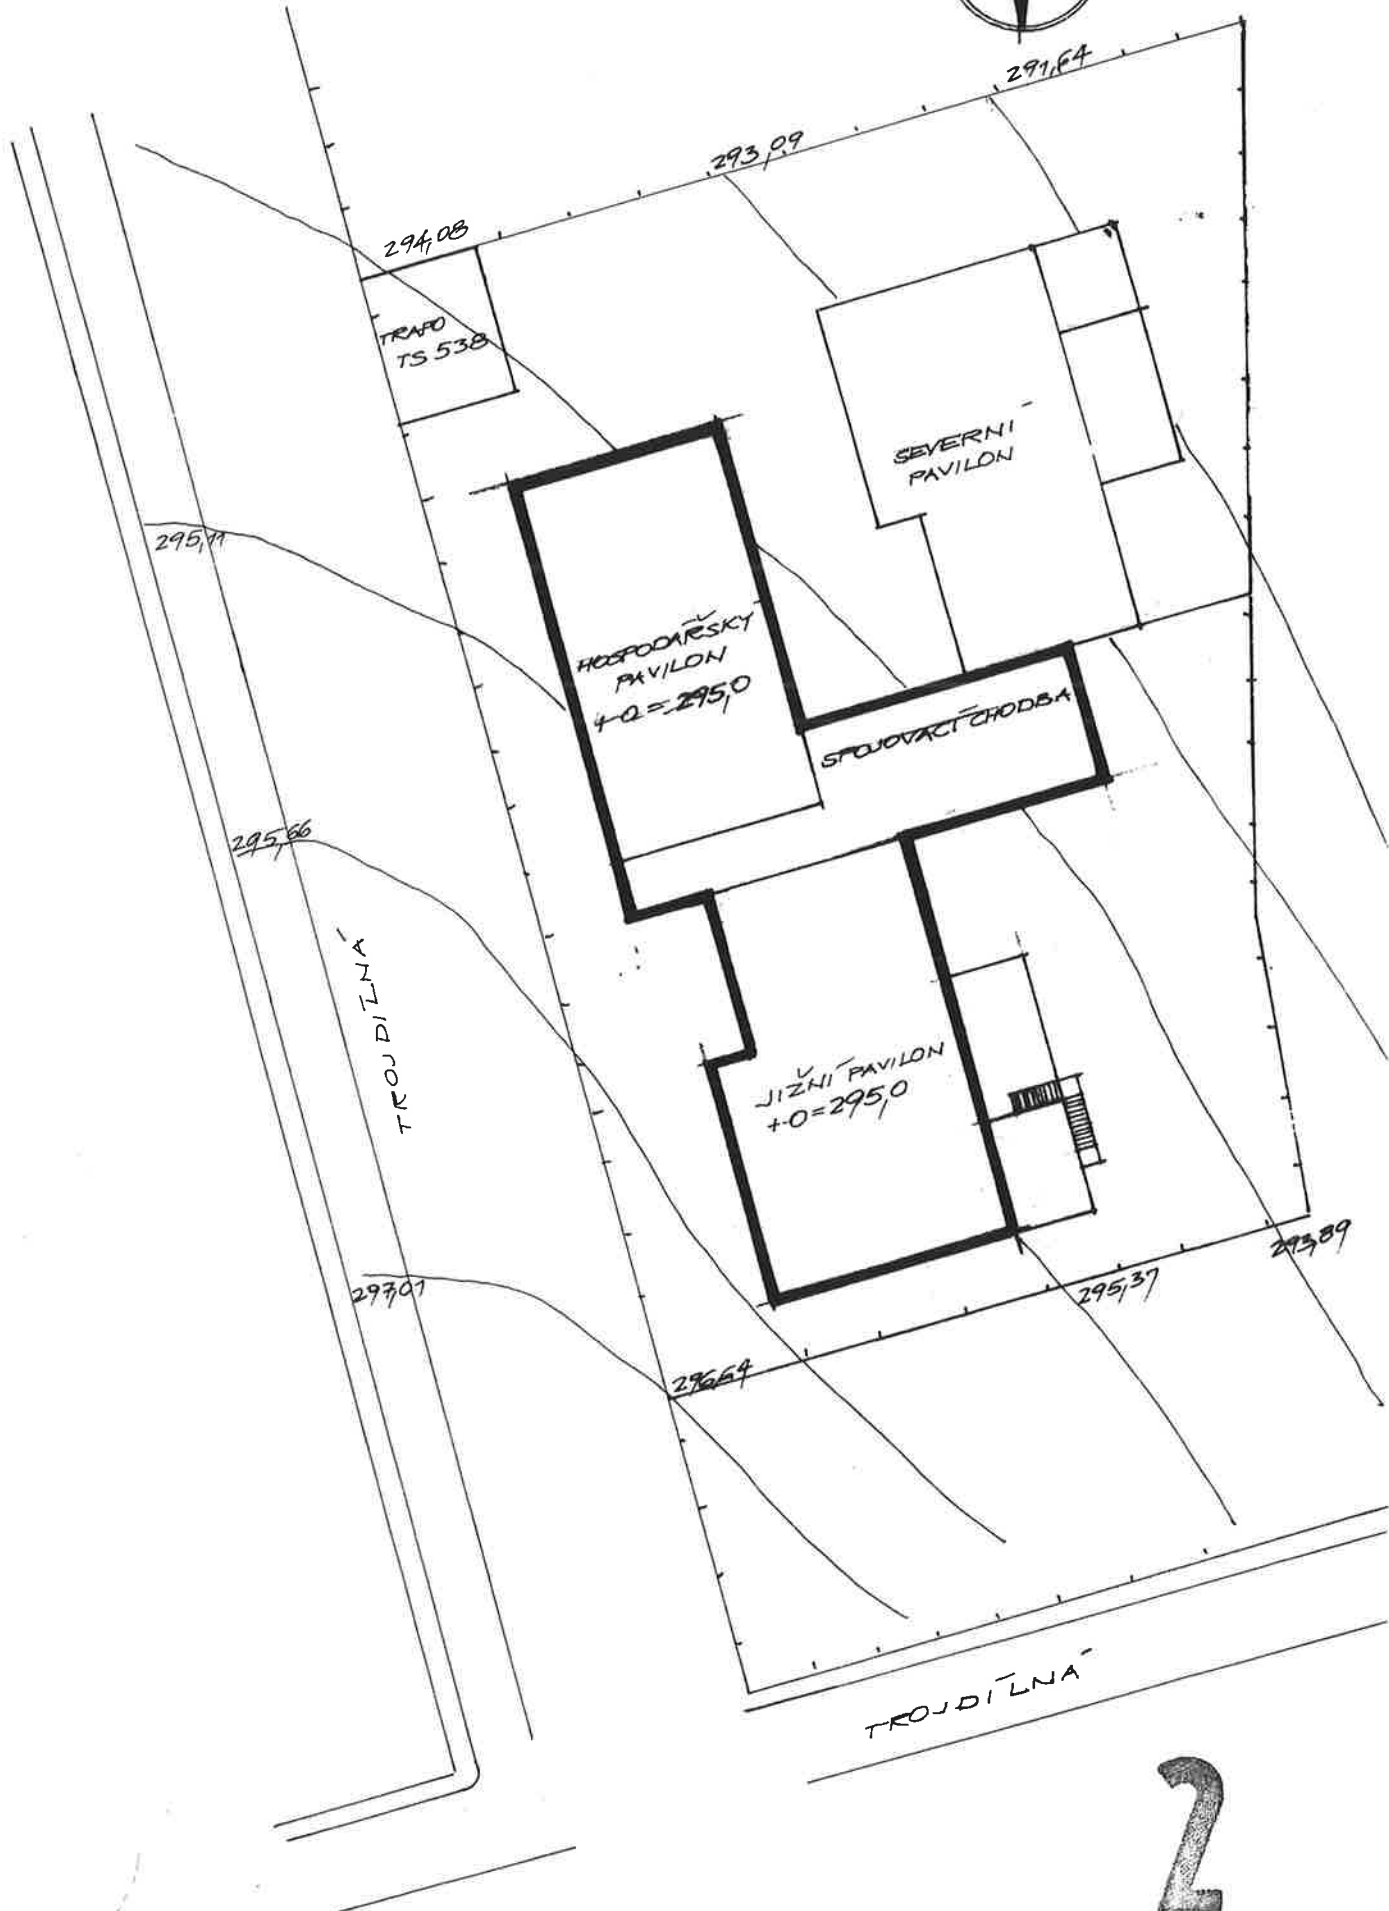 291,64
293,09
294,08
TRAFO
TS 538
SEVERNÍ
PAVILON
295,11
HOSPODÁŘSKÝ
PAVILON
+-0=295,0
SPOJOVACÍ CHODBA
295,66
TROJDÍLNÁ
JIŽNÍ PAVILON
+-0=295,0
293,89
297,01
295,37
296,64
TROJDÍLNÁ
2